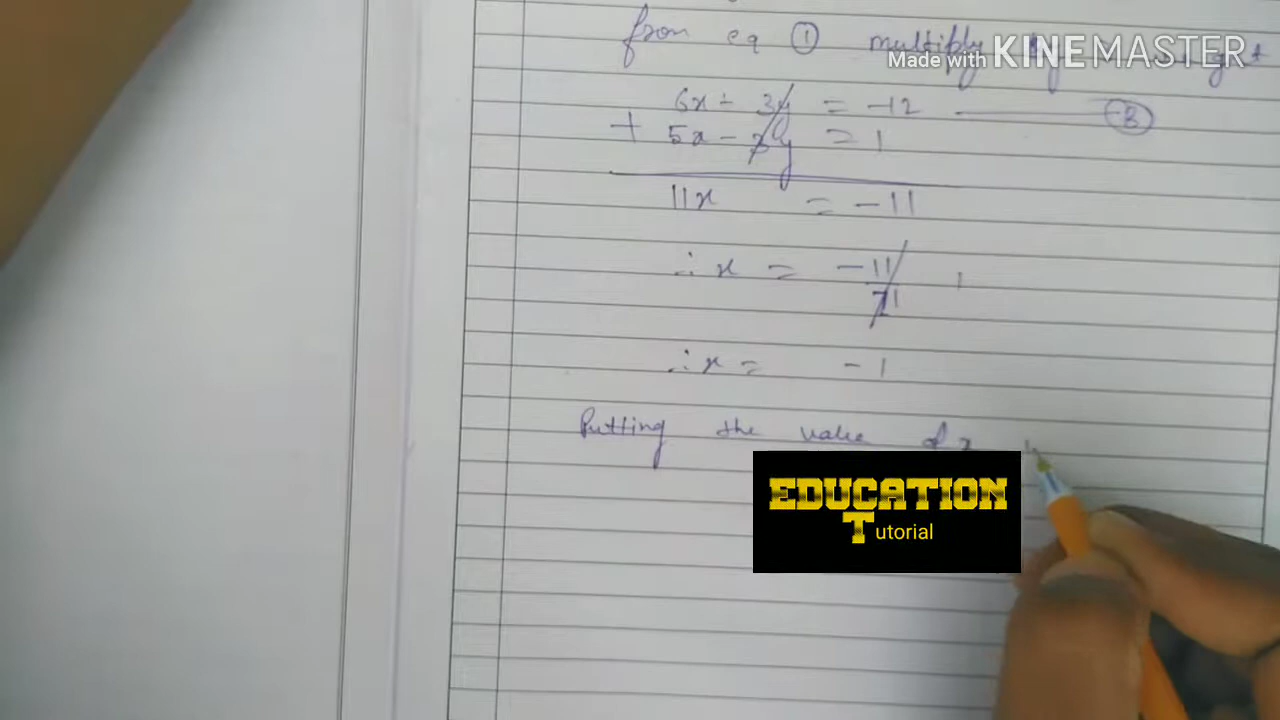 from eq ① multiply by
Made with KINEMASTER
6x + 3y = -12 ——— ③
+ 5x - 3y = 1
11x = -11
∴ x = -11/11
∴ x = -1
Putting the value of x
EDUCATION
Tutorial